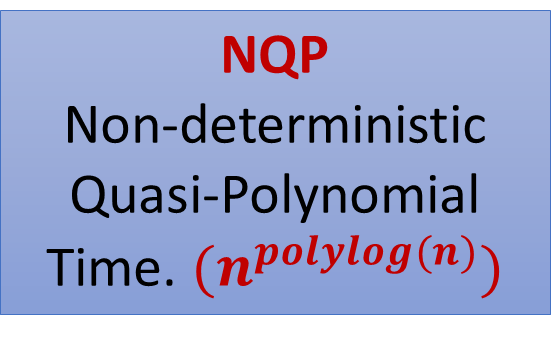 NQP
Non-deterministic
Quasi-Polynomial
Time. (n^{polylog(n)})